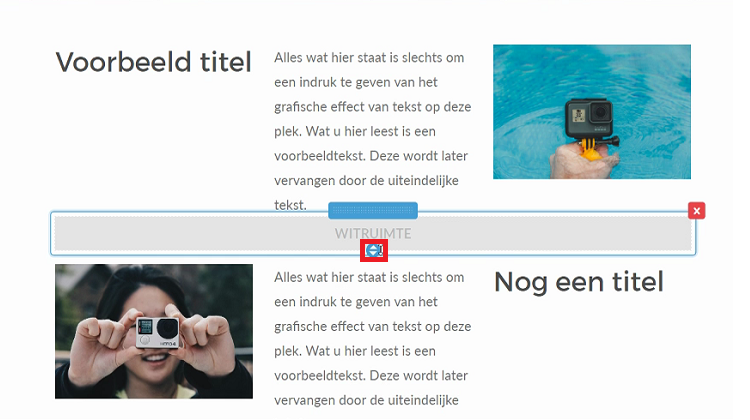 Voorbeeld titel
Alles wat hier staat is slechts om
een indruk te geven van het
grafische effect van tekst op deze
plek. Wat u hier leest is een
voorbeeldtekst. Deze wordt later
vervangen door de uiteindelijke
tekst.
WITRUIMTE
Alles wat hier staat is slechts om
een indruk te geven van het
grafische effect van tekst op deze
plek. Wat u hier leest is een
voorbeeldtekst. Deze wordt later
vervangen door de uiteindelijke
Nog een titel